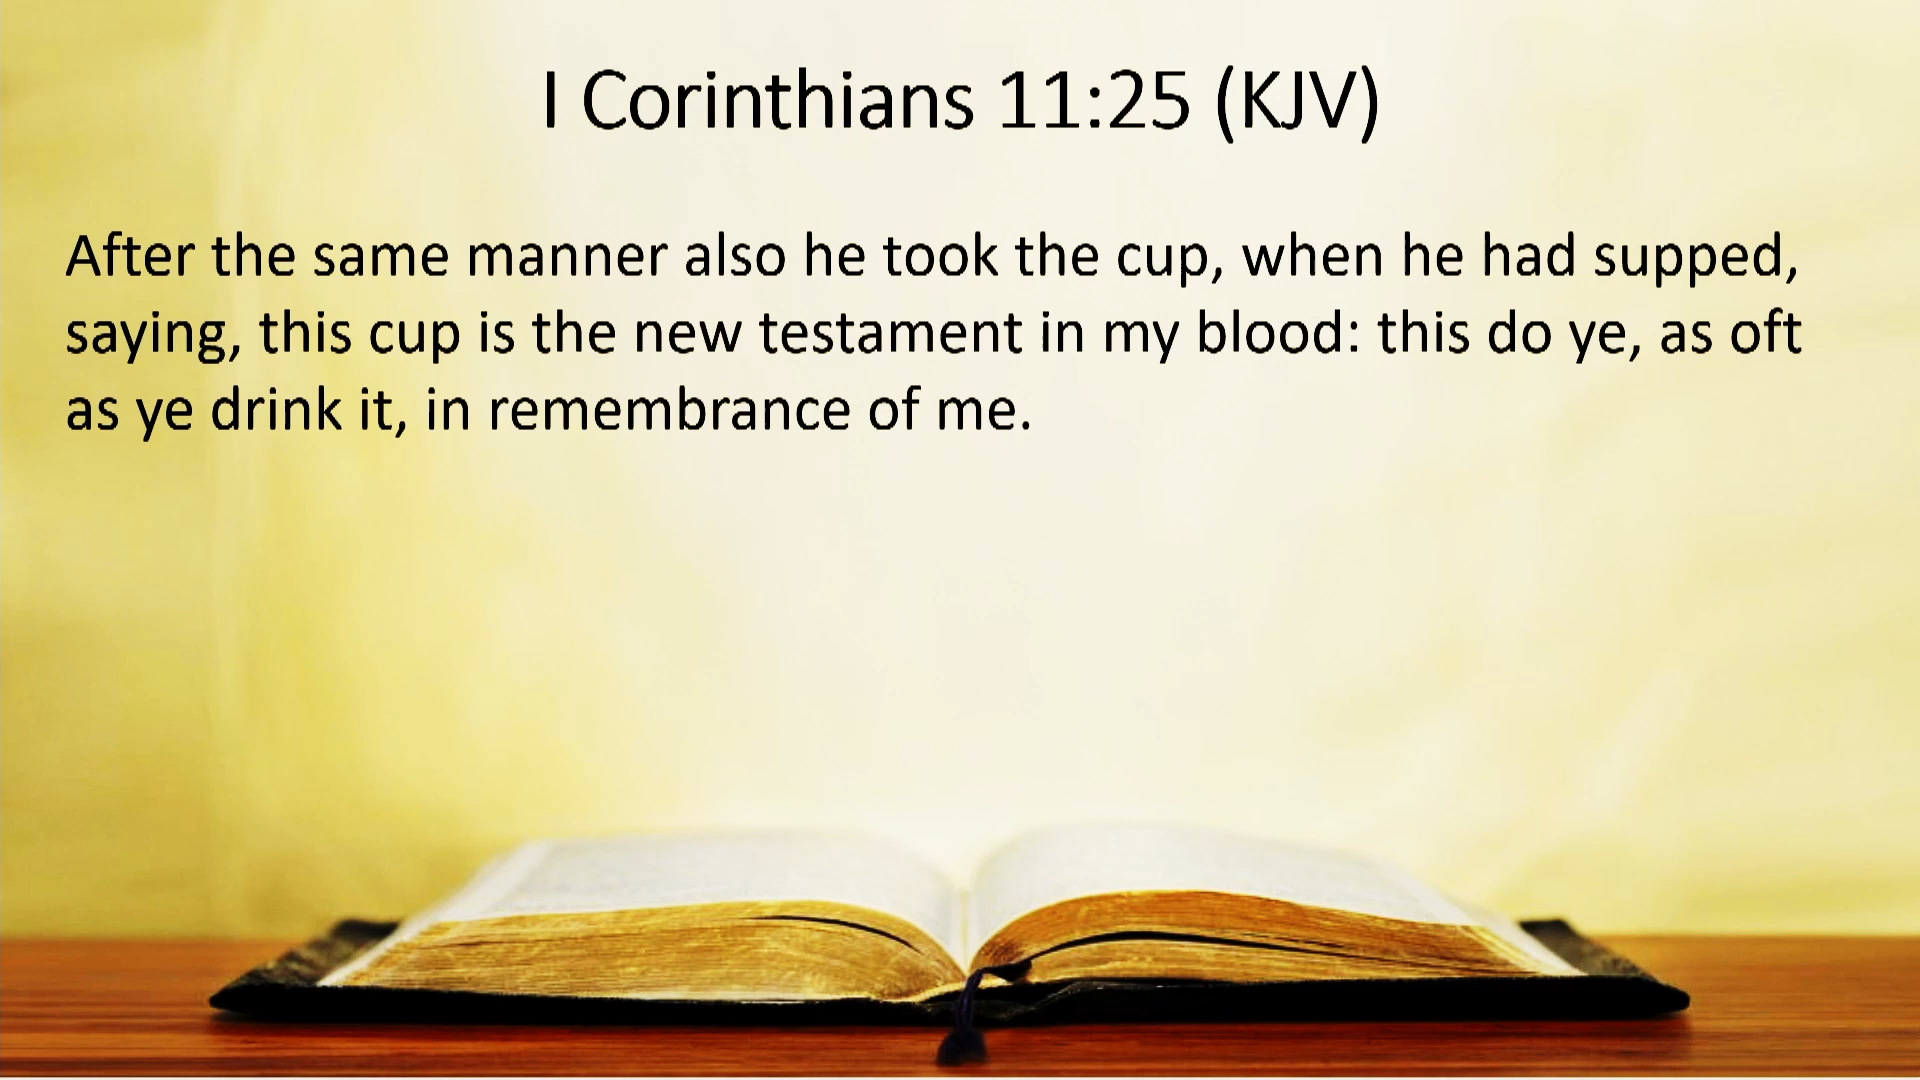 I Corinthians 11:25 (KJV)
After the same manner also he took the cup, when he had supped,
saying, this cup is the new testament in my blood: this do ye, as oft
as ye drink it, in remembrance of me.